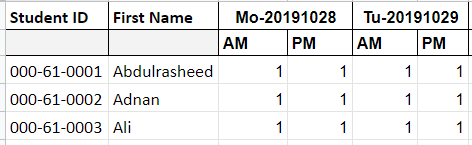 Student ID First Name Mo-20191028 Tu-20191029
AM PM AM PM
000-61-0001 Abdulrasheed 1 1 1 1
000-61-0002 Adnan 1 1 1 1
000-61-0003 Ali 1 1 1 1